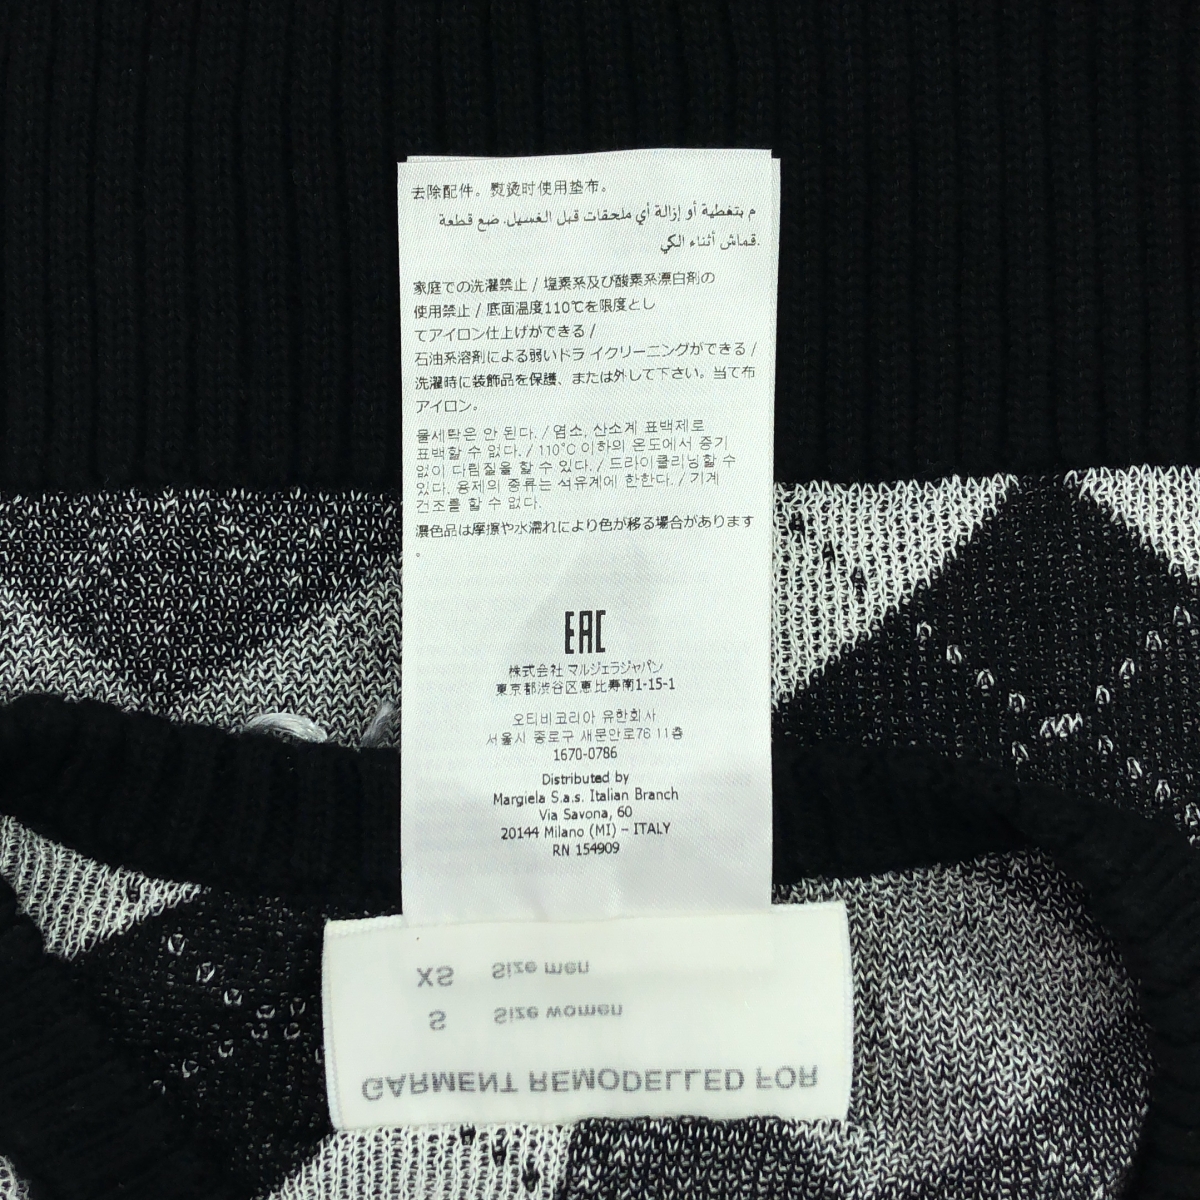 去除配件。熨烫时使用垫布。
م بتغطية أو إزالة أي ملحقات قبل الغسيل. ضع قطعة
قماش أثناء الكي.
家庭での洗濯禁止 / 塩素系及び酸素系漂白剤の
使用禁止 / 底面温度110℃を限度とし
てアイロン仕上げができる /
石油系溶剤による弱いドラ イクリーニングができる /
洗濯時に装飾品を保護、または外して下さい。当て布
アイロン。
물세탁은 안 된다. / 염소, 산소계 표백제로
표백할 수 없다. / 110°C 이하의 온도에서 증기
없이 다림질을 할 수 있다. / 드라이클리닝할 수
있다. 용제의 종류는 석유계에 한한다. / 기계
건조를 할 수 없다.
濃色品は摩擦や水濡れにより色が移る場合があります
。
EAC
株式会社 マルジェラジャパン
東京都渋谷区恵比寿南1-15-1
오티비코리아 유한회사
서울시 종로구 새문안로76 11층
1670-0786
Distributed by
Margiela S.a.s. Italian Branch
Via Savona, 60
20144 Milano (MI) – ITALY
RN 154909
XS Size men
S Size women
GARMENT REMODELLED FOR